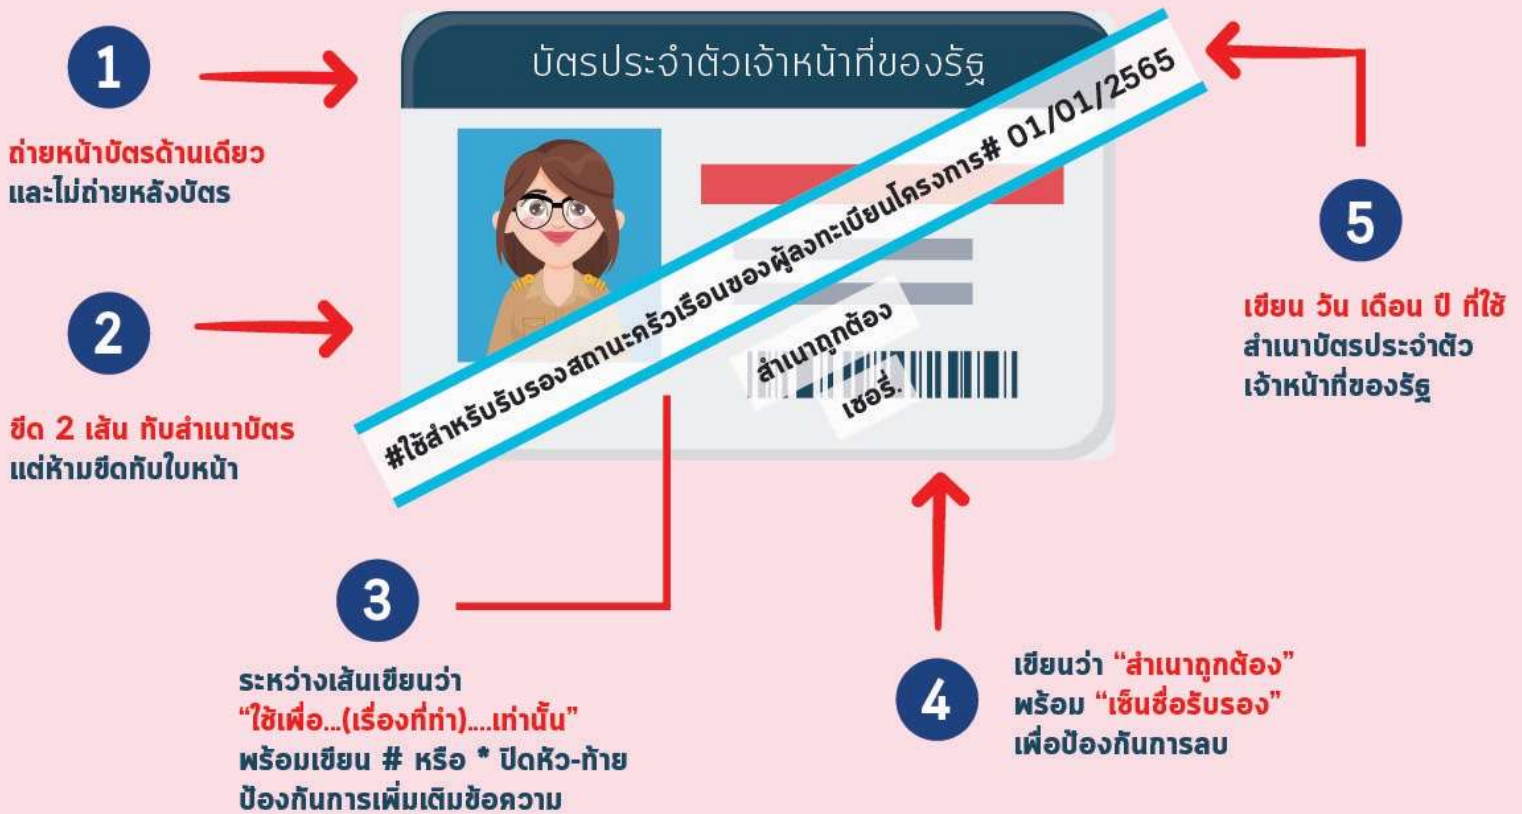 บัตรประจำตัวเจ้าหน้าที่ของรัฐ
1
ถ่ายหน้าบัตรด้านเดียว
และไม่ถ่ายหลังบัตร
2
ขีด 2 เส้น ทับสำเนาบัตร
แต่ห้ามขีดทับใบหน้า
#ใช้สำหรับรับรองสถานะครัวเรือนของผู้ลงทะเบียนโครงการ# 01/01/2565
สำเนาถูกต้อง
เชอรี่.
3
ระหว่างเส้นเขียนว่า
“ใช้เพื่อ...(เรื่องที่ทำ)....เท่านั้น”
พร้อมเขียน # หรือ * ปิดหัว-ท้าย
ป้องกันการเพิ่มเติมข้อความ
4
เขียนว่า “สำเนาถูกต้อง”
พร้อม “เซ็นชื่อรับรอง”
เพื่อป้องกันการลบ
5
เขียน วัน เดือน ปี ที่ใช้
สำเนาบัตรประจำตัว
เจ้าหน้าที่ของรัฐ